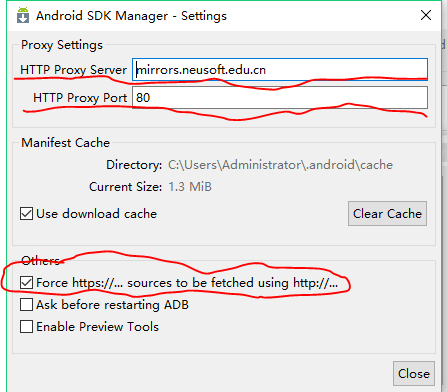 Android SDK Manager - Settings
Proxy Settings
HTTP Proxy Server mirrors.neusoft.edu.cn
HTTP Proxy Port 80
Manifest Cache
Directory: C:\Users\Administrator\.android\cache
Current Size: 1.3 MiB
Use download cache Clear Cache
Others
Force https://... sources to be fetched using http://...
Ask before restarting ADB
Enable Preview Tools
Close